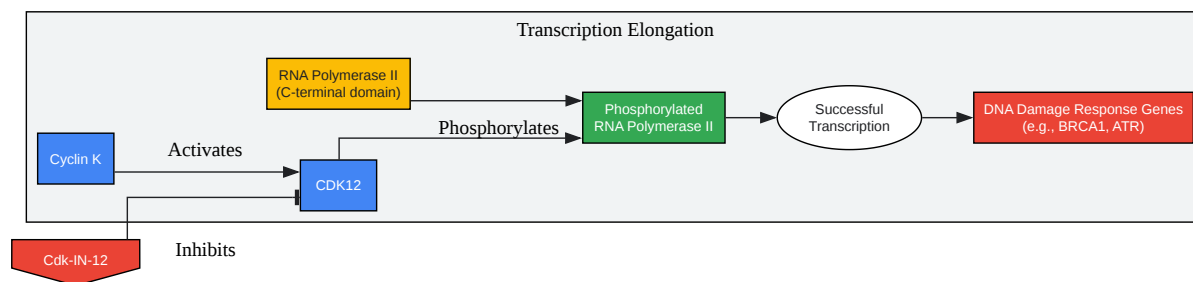 Transcription Elongation
RNA Polymerase II
(C-terminal domain)
Phosphorylated
RNA Polymerase II
Successful
Transcription
DNA Damage Response Genes
(e.g., BRCA1, ATR)
Phosphorylates
Cyclin K
Activates
CDK12
Cdk-IN-12
Inhibits